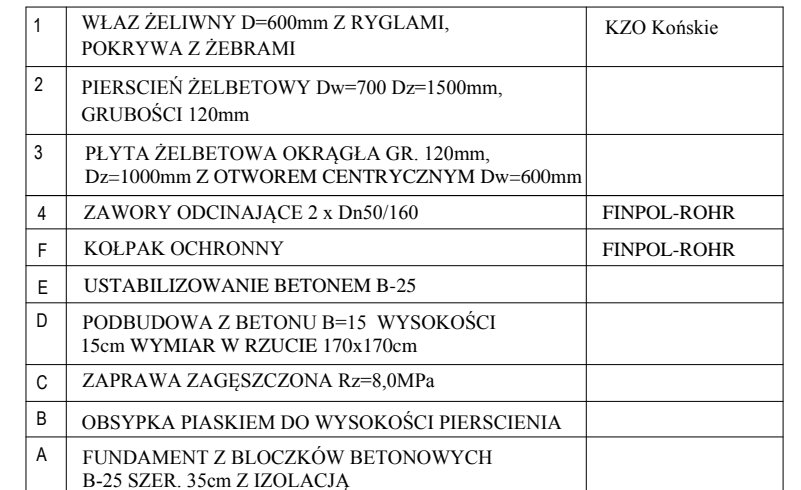 1 WŁAZ ŻELIWNY D=600mm Z RYGLAMI, KZO Końskie
POKRYWA Z ŻEBRAMI
2 PIERSCIEŃ ŻELBETOWY Dw=700 Dz=1500mm,
GRUBOŚCI 120mm
3 PŁYTA ŻELBETOWA OKRĄGŁA GR. 120mm,
Dz=1000mm Z OTWOREM CENTRYCZNYM Dw=600mm
4 ZAWORY ODCINAJĄCE 2 x Dn50/160 FINPOL-ROHR
F KOŁPAK OCHRONNY FINPOL-ROHR
E USTABILIZOWANIE BETONEM B-25
D PODBUDOWA Z BETONU B=15 WYSOKOŚCI
15cm WYMIAR W RZUCIE 170x170cm
C ZAPRAWA ZAGĘSZCZONA Rz=8,0MPa
B OBSYPKA PIASKIEM DO WYSOKOŚCI PIERSCIENIA
A FUNDAMENT Z BLOCZKÓW BETONOWYCH
B-25 SZER. 35cm Z IZOLACJĄ